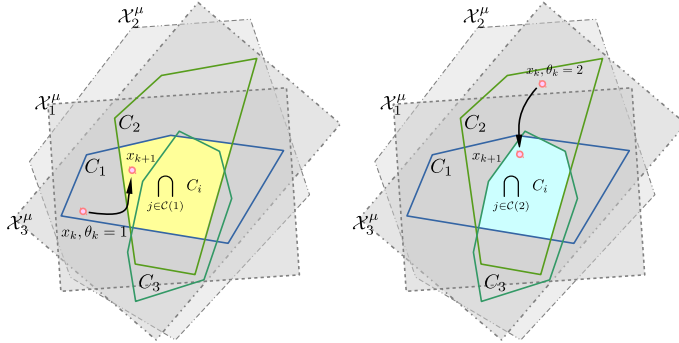 𝒳₂^μ
𝒳₁^μ
C₂
C₁
x_{k+1}
⋂ C_i
j∈𝒞(1)
𝒳₃^μ
x_k, θ_k = 1
C₃
𝒳₂^μ
x_k, θ_k = 2
𝒳₁^μ
C₂
C₁
x_{k+1}
⋂ C_i
j∈𝒞(2)
𝒳₃^μ
C₃